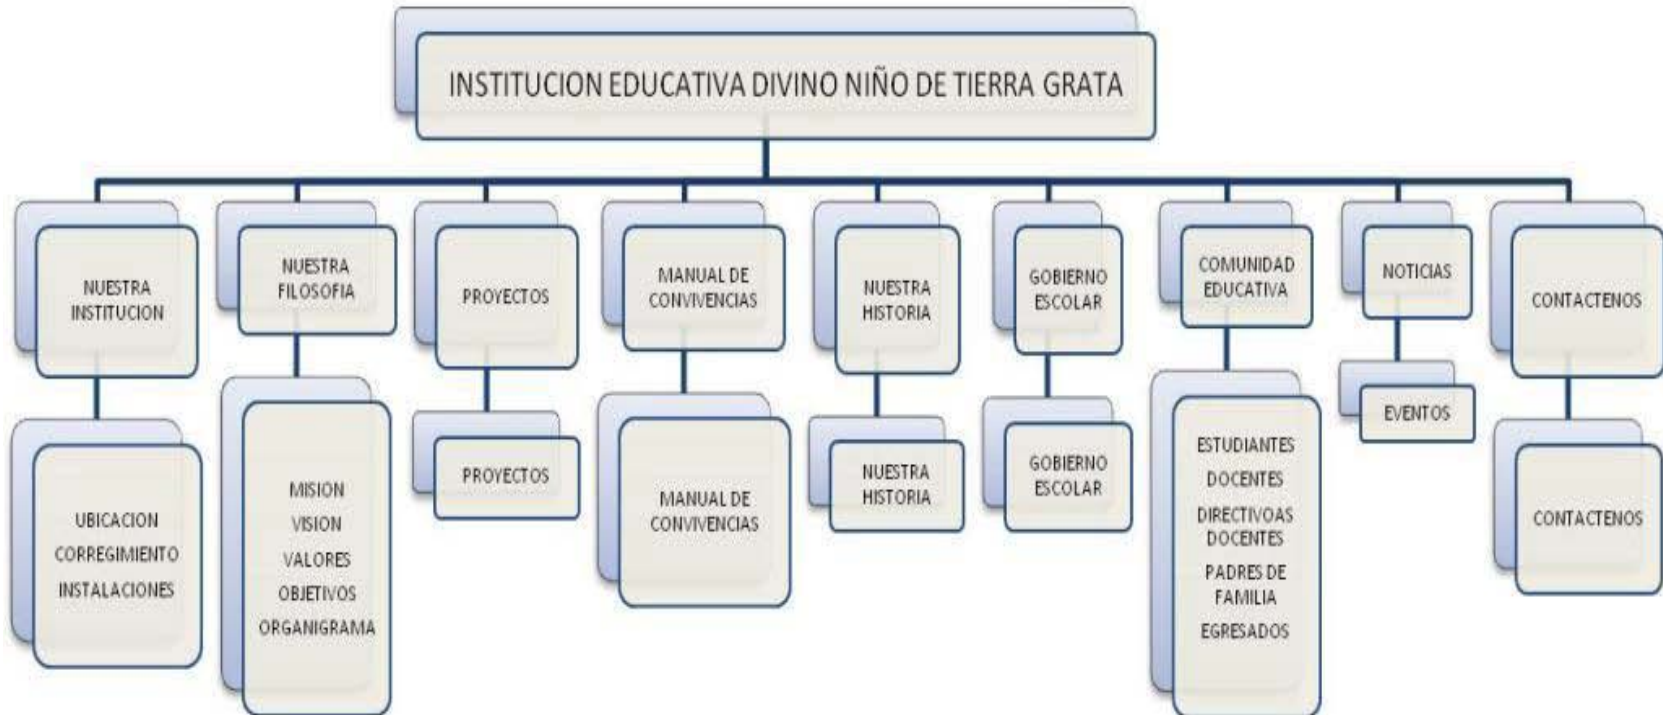 INSTITUCION EDUCATIVA DIVINO NIÑO DE TIERRA GRATA
NUESTRA
INSTITUCION
NUESTRA
FILOSOFIA
PROYECTOS
MANUAL DE
CONVIVENCIAS
NUESTRA
HISTORIA
GOBIERNO
ESCOLAR
COMUNIDAD
EDUCATIVA
NOTICIAS
CONTACTENOS
UBICACION
CORREGIMIENTO
INSTALACIONES
MISION
VISION
VALORES
OBJETIVOS
ORGANIGRAMA
PROYECTOS
MANUAL DE
CONVIVENCIAS
NUESTRA
HISTORIA
GOBIERNO
ESCOLAR
ESTUDIANTES
DOCENTES
DIRECTIVOAS
DOCENTES
PADRES DE
FAMILIA
EGRESADOS
EVENTOS
CONTACTENOS